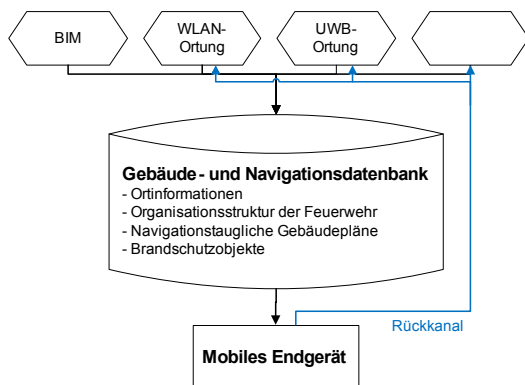 BIM
WLAN-
Ortung
UWB-
Ortung
Gebäude- und Navigationsdatenbank
- Ortinformationen
- Organisationsstruktur der Feuerwehr
- Navigationstaugliche Gebäudepläne
- Brandschutzobjekte
Rückkanal
Mobiles Endgerät